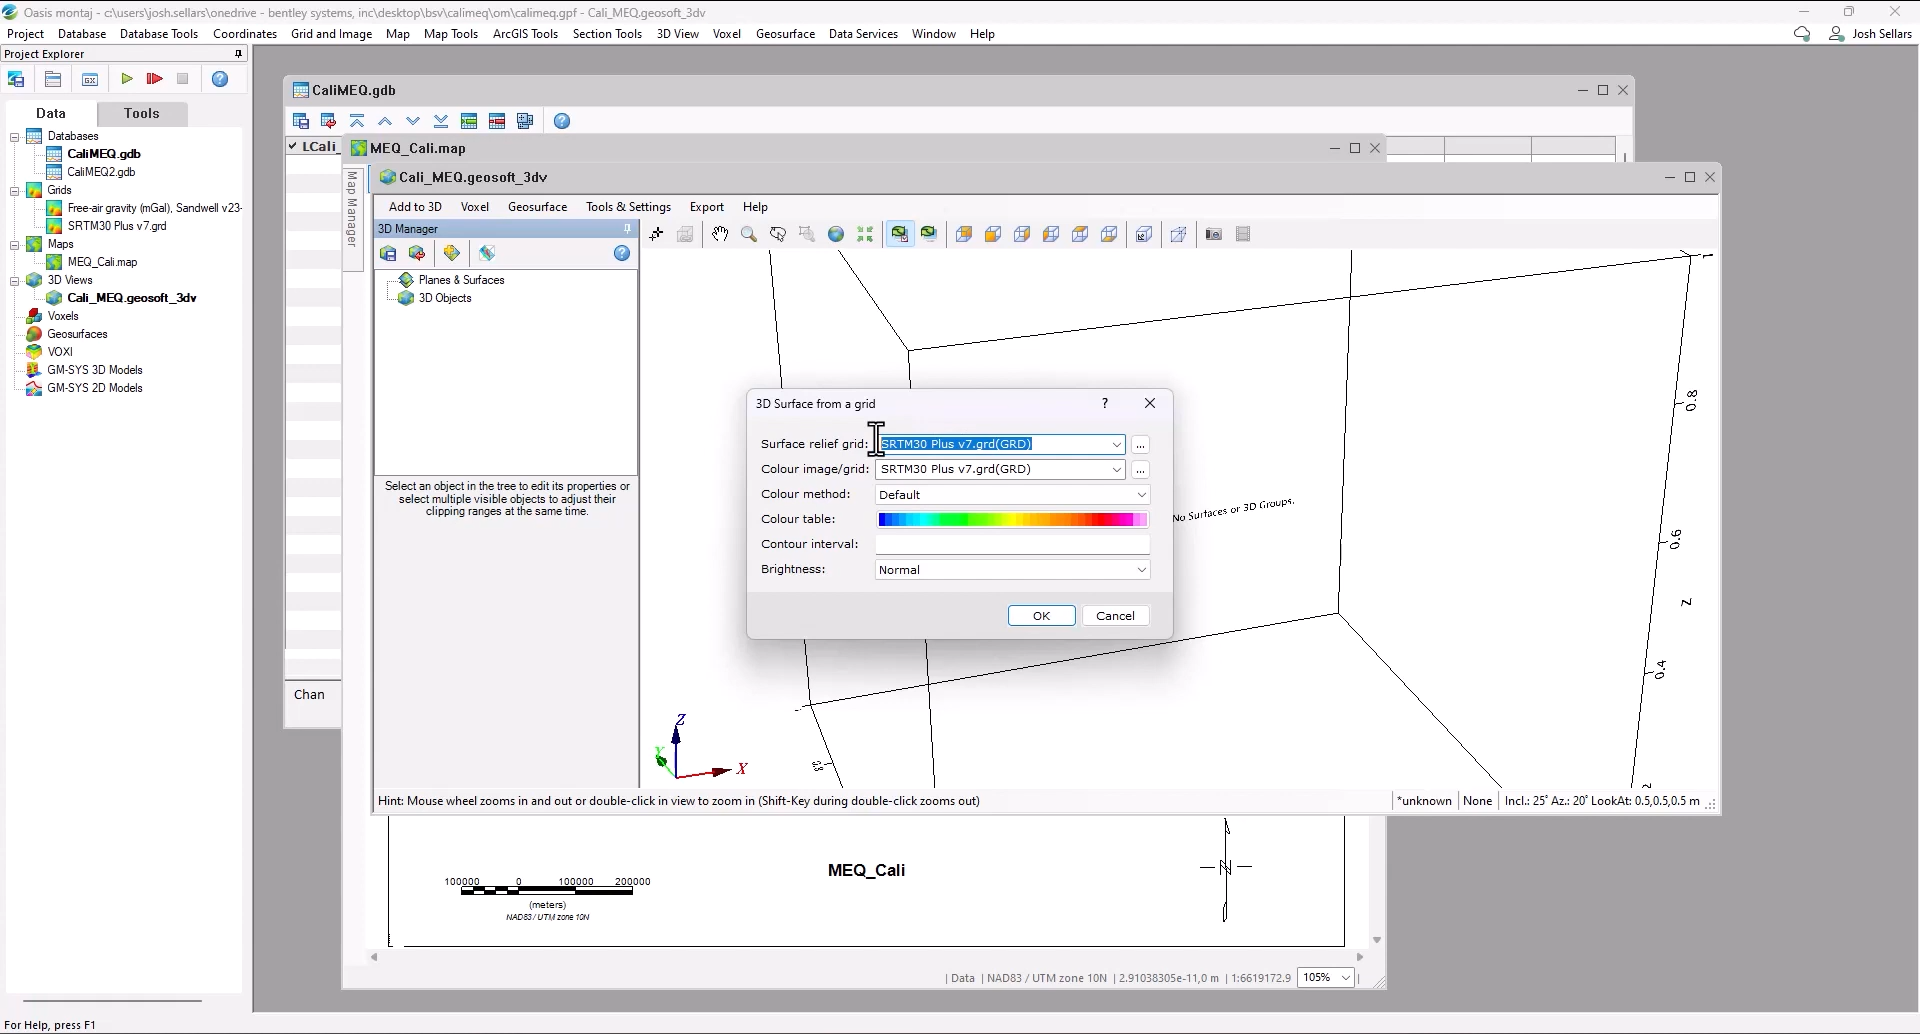 Oasis montaj - c:\users\josh.sellars\onedrive - bentley systems, inc\desktop\bsv\calimeq\om\calimeq.gpf - Cali_MEQ.geosoft_3dv
Project Database Database Tools Coordinates Grid and Image Map Map Tools ArcGIS Tools Section Tools 3D View Voxel Geosurface Data Services Window Help Josh Sellars
Project Explorer
GX
Data Tools
Databases
CaliMEQ.gdb
CaliMEQ2.gdb
Grids
Free-air gravity (mGal), Sandwell v23-
SRTM30 Plus v7.grd
Maps
MEQ_Cali.map
3D Views
Cali_MEQ.geosoft_3dv
Voxels
Geosurfaces
VOXI
GM-SYS 3D Models
GM-SYS 2D Models
CaliMEQ.gdb
LCali_
Chan
MEQ_Cali.map
Map Manager
Cali_MEQ.geosoft_3dv
Add to 3D Voxel Geosurface Tools & Settings Export Help
3D Manager
Planes & Surfaces
3D Objects
Select an object in the tree to edit its properties or
select multiple visible objects to adjust their
clipping ranges at the same time.
3D Surface from a grid ?
Surface relief grid: SRTM30 Plus v7.grd(GRD) ...
Colour image/grid: SRTM30 Plus v7.grd(GRD) ...
Colour method: Default
Colour table:
Contour interval:
Brightness: Normal
OK Cancel
No Surfaces or 3D Groups.
1
0.8
0.6
Z
0.4
Z
Y
X
Hint: Mouse wheel zooms in and out or double-click in view to zoom in (Shift-Key during double-click zooms out)
*unknown None Incl.: 25° Az.: 20° LookAt: 0.5,0.5,0.5 m
MEQ_Cali
100000 0 100000 200000
(meters)
NAD83 / UTM zone 10N
N
| Data | NAD83 / UTM zone 10N | 2.91038305e-11,0 m | 1:6619172.9 105%
For Help, press F1